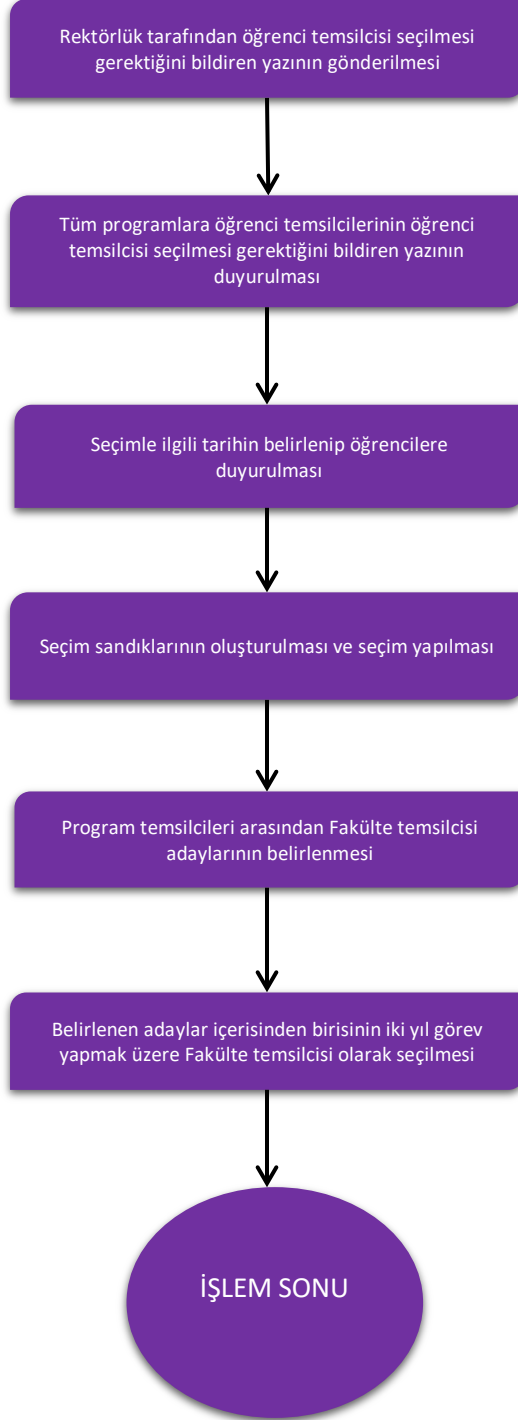 Rektörlük tarafından öğrenci temsilcisi seçilmesi
gerektiğini bildiren yazının gönderilmesi
Tüm programlara öğrenci temsilcilerinin öğrenci
temsilcisi seçilmesi gerektiğini bildiren yazının
duyurulması
Seçimle ilgili tarihin belirlenip öğrencilere
duyurulması
Seçim sandıklarının oluşturulması ve seçim yapılması
Program temsilcileri arasından Fakülte temsilcisi
adaylarının belirlenmesi
Belirlenen adaylar içerisinden birisinin iki yıl görev
yapmak üzere Fakülte temsilcisi olarak seçilmesi
İŞLEM SONU